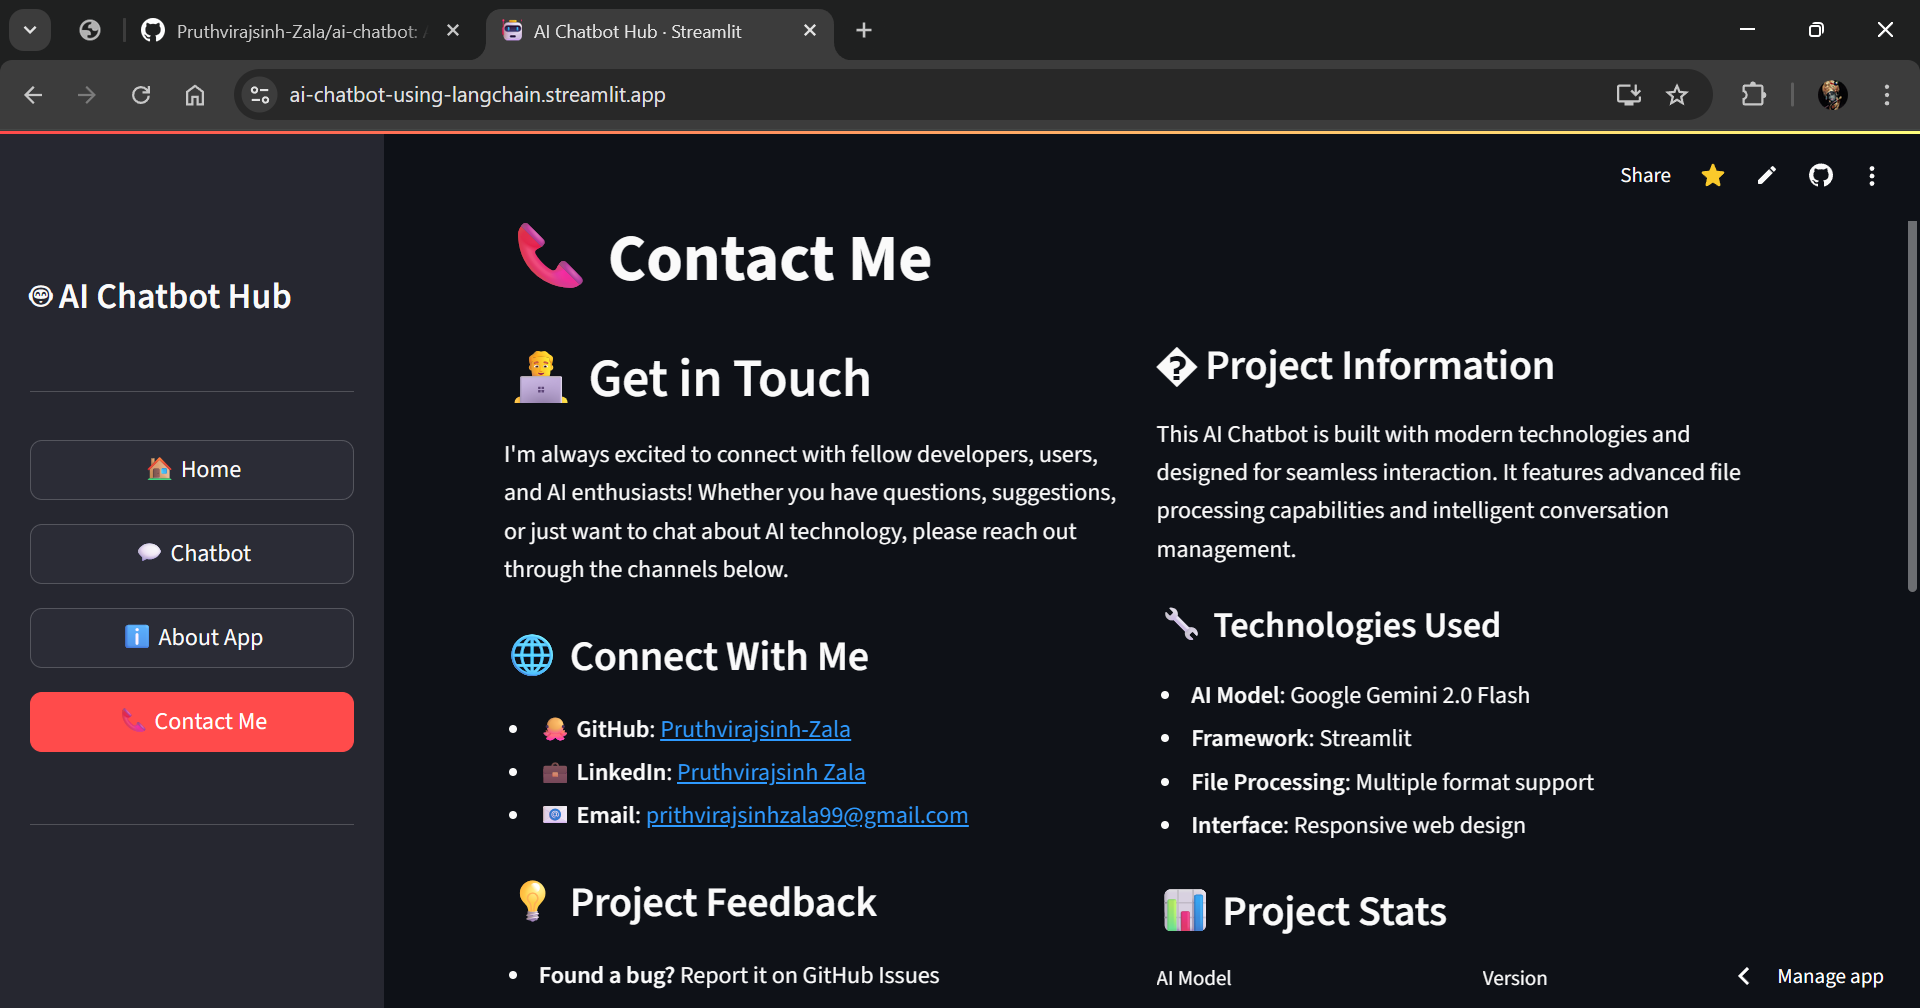 Pruthvirajsinh-Zala/ai-chatbot:
AI Chatbot Hub · Streamlit
ai-chatbot-using-langchain.streamlit.app
Share
AI Chatbot Hub
Home
Chatbot
About App
Contact Me
Contact Me
Get in Touch
I'm always excited to connect with fellow developers, users,
and AI enthusiasts! Whether you have questions, suggestions,
or just want to chat about AI technology, please reach out
through the channels below.
Connect With Me
GitHub: Pruthvirajsinh-Zala
LinkedIn: Pruthvirajsinh Zala
Email: prithvirajsinhzala99@gmail.com
Project Feedback
Found a bug? Report it on GitHub Issues
� Project Information
This AI Chatbot is built with modern technologies and
designed for seamless interaction. It features advanced file
processing capabilities and intelligent conversation
management.
Technologies Used
AI Model: Google Gemini 2.0 Flash
Framework: Streamlit
File Processing: Multiple format support
Interface: Responsive web design
Project Stats
AI Model
Version
Manage app